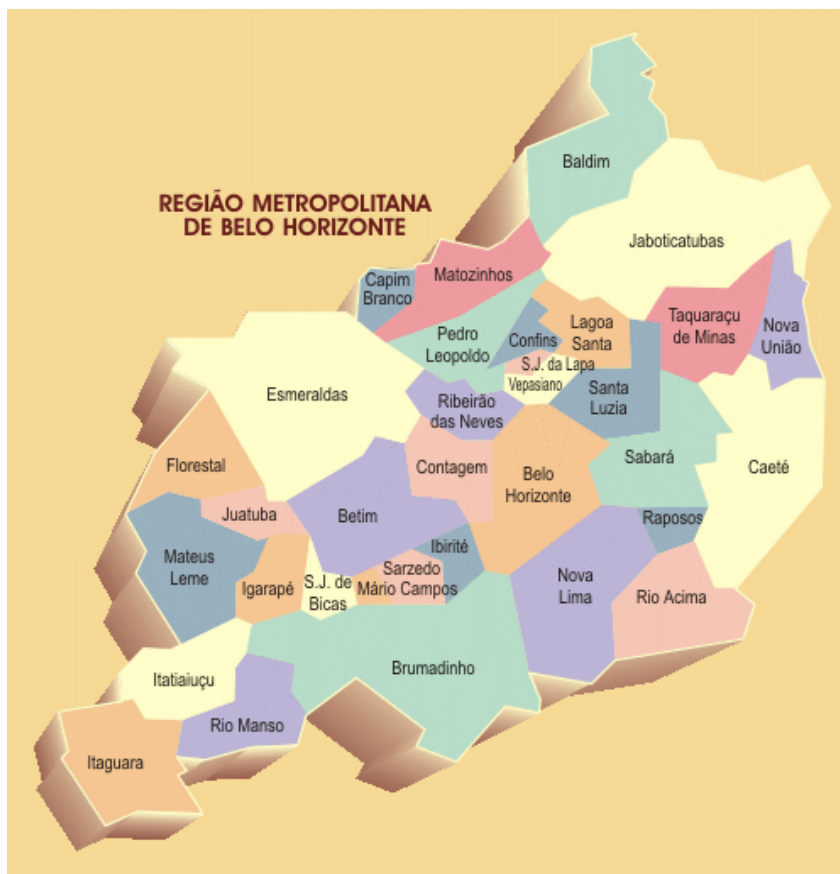 REGIÃO METROPOLITANA
DE BELO HORIZONTE
Baldim
Jaboticatubas
Matozinhos
Capim
Branco
Pedro
Leopoldo
Confins
Lagoa
Santa
Taquaraçu
de Minas
Nova
União
S.J. da Lapa
Vepasiano
Esmeraldas
Ribeirão
das Neves
Santa
Luzia
Florestal
Contagem
Belo
Horizonte
Sabará
Caeté
Juatuba
Betim
Raposos
Mateus
Leme
Igarapé
S.J. de
Bicas
Mário Campos
Sarzedo
Ibirité
Nova
Lima
Rio Acima
Itatiaiuçu
Brumadinho
Rio Manso
Itaguara